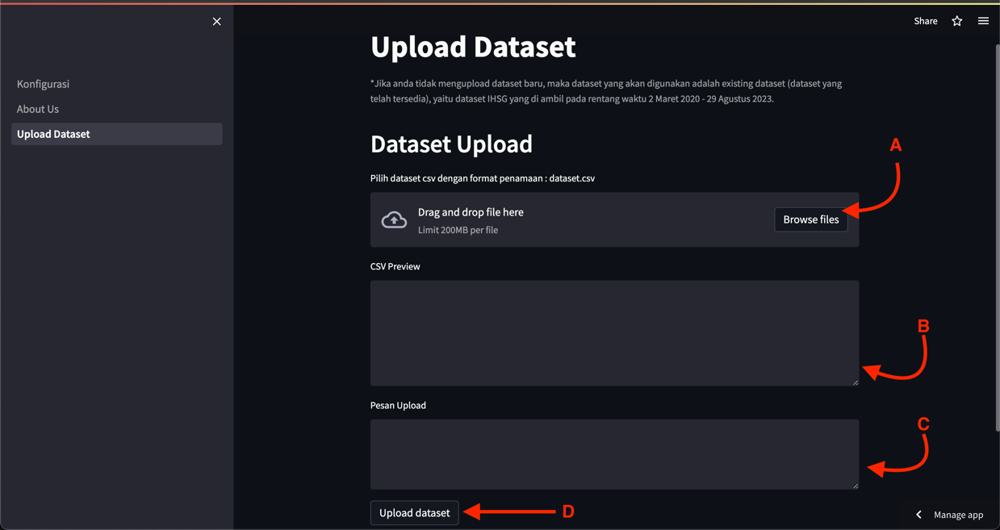 Share
Konfigurasi
About Us
Upload Dataset
Upload Dataset
*Jika anda tidak mengupload dataset baru, maka dataset yang akan digunakan adalah existing dataset (dataset yang
telah tersedia), yaitu dataset IHSG yang di ambil pada rentang waktu 2 Maret 2020 - 29 Agustus 2023.
Dataset Upload
A
Pilih dataset csv dengan format penamaan : dataset.csv
Drag and drop file here
Limit 200MB per file
Browse files
CSV Preview
B
Pesan Upload
C
Upload dataset
D
Manage app